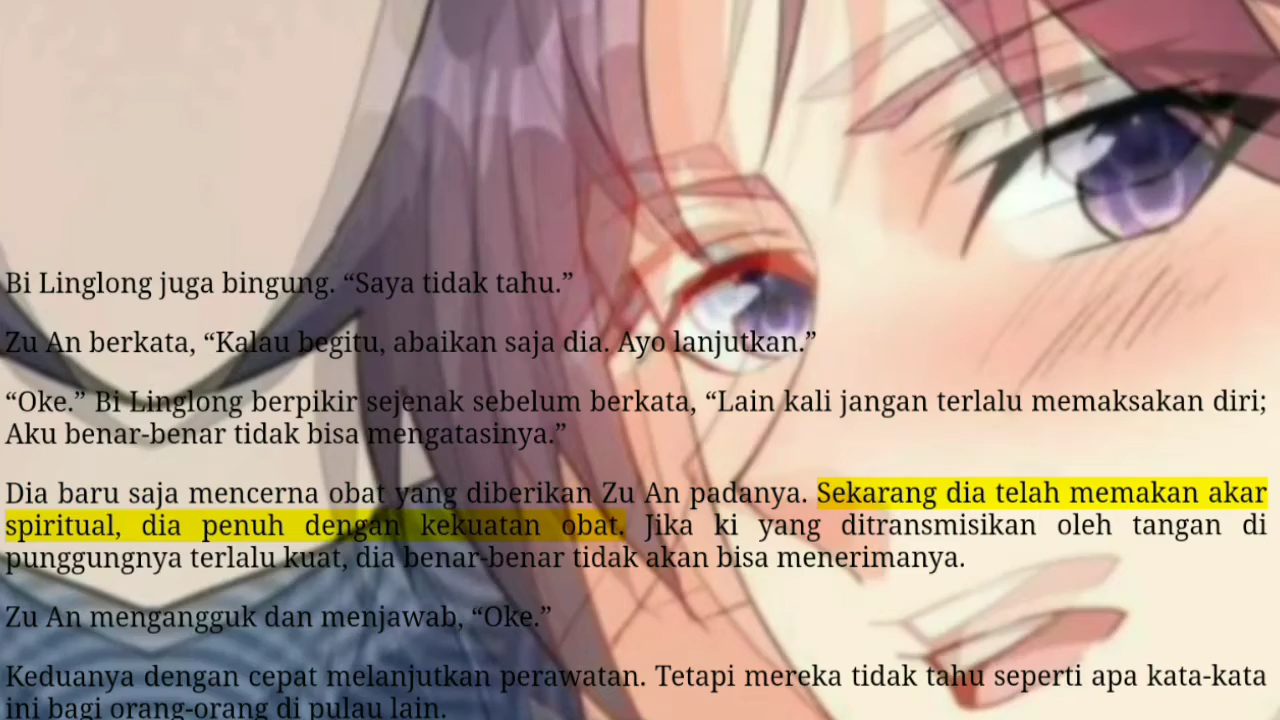 Bi Linglong juga bingung. “Saya tidak tahu.”
Zu An berkata, “Kalau begitu, abaikan saja dia. Ayo lanjutkan.”
“Oke.” Bi Linglong berpikir sejenak sebelum berkata, “Lain kali jangan terlalu memaksakan diri;
Aku benar-benar tidak bisa mengatasinya.”
Dia baru saja mencerna obat yang diberikan Zu An padanya. Sekarang dia telah memakan akar
spiritual, dia penuh dengan kekuatan obat. Jika ki yang ditransmisikan oleh tangan di
punggungnya terlalu kuat, dia benar-benar tidak akan bisa menerimanya.
Zu An mengangguk dan menjawab, “Oke.”
Keduanya dengan cepat melanjutkan perawatan. Tetapi mereka tidak tahu seperti apa kata-kata
ini bagi orang-orang di pulau lain.